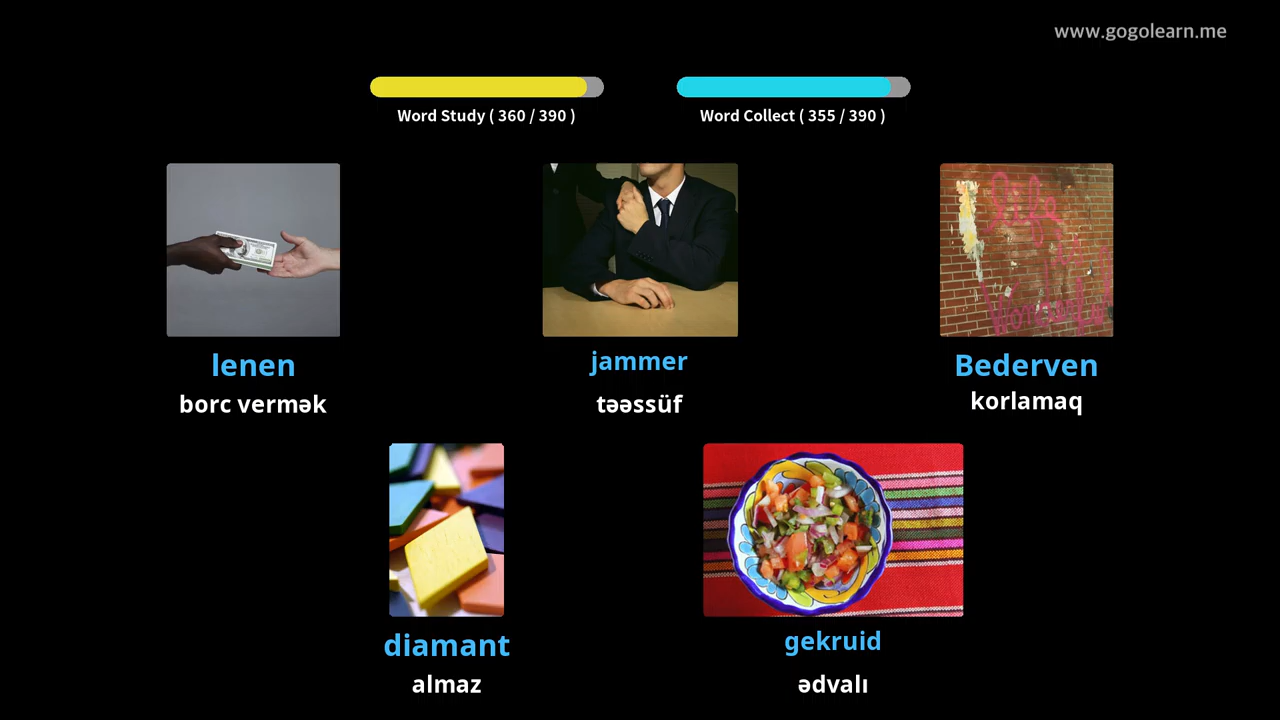 www.gogolearn.me
Word Study ( 360 / 390 )
Word Collect ( 355 / 390 )
lenen
borc vermək
jammer
təəssüf
Bederven
korlamaq
diamant
almaz
gekruid
ədvalı